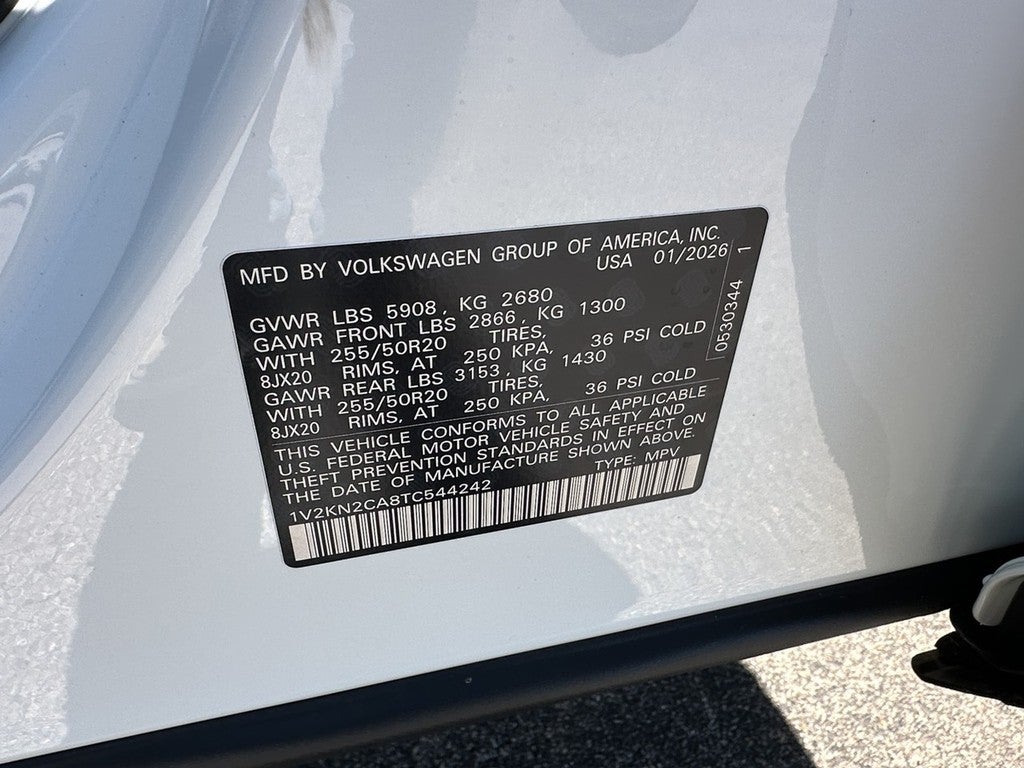 MFD BY VOLKSWAGEN GROUP OF AMERICA, INC.
USA 01/2026
GVWR LBS 5908, KG 2680
GAWR FRONT LBS 2866, KG 1300
WITH 255/50R20 TIRES,
8JX20 RIMS, AT 250 KPA, 36 PSI COLD
GAWR REAR LBS 3153, KG 1430
WITH 255/50R20 TIRES,
8JX20 RIMS, AT 250 KPA, 36 PSI COLD
THIS VEHICLE CONFORMS TO ALL APPLICABLE
U.S. FEDERAL MOTOR VEHICLE SAFETY AND
THEFT PREVENTION STANDARDS IN EFFECT ON
THE DATE OF MANUFACTURE SHOWN ABOVE.
1V2KN2CA8TC544242 TYPE: MPV
0530344 1